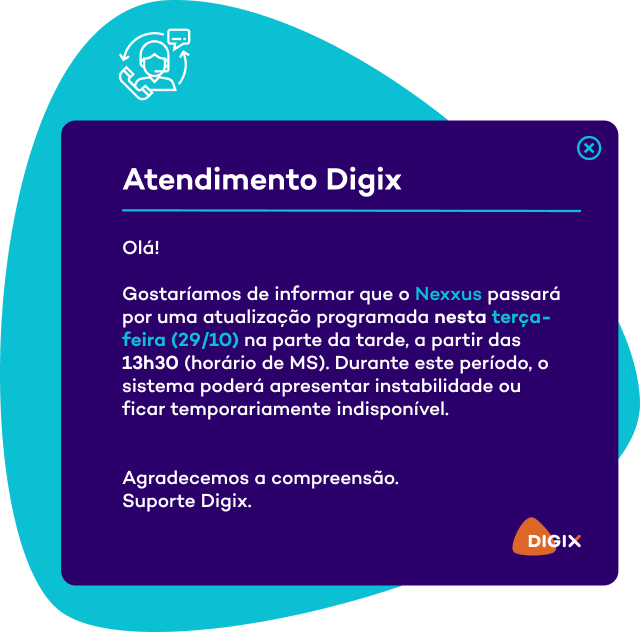 Atendimento Digix
Olá!
Gostaríamos de informar que o Nexxus passará
por uma atualização programada nesta terça-
feira (29/10) na parte da tarde, a partir das
13h30 (horário de MS). Durante este período, o
sistema poderá apresentar instabilidade ou
ficar temporariamente indisponível.
Agradecemos a compreensão.
Suporte Digix.
DIGIX